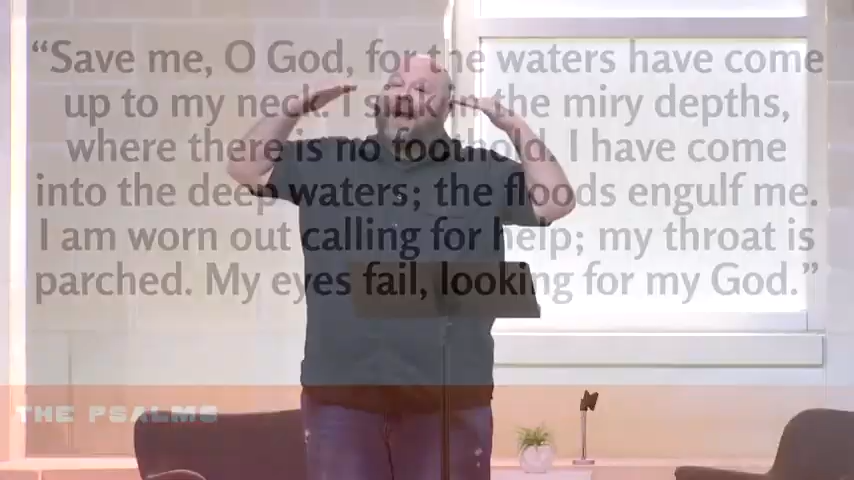 “Save me, O God, for the waters have come
up to my neck. I sink in the miry depths,
where there is no foothold. I have come
into the deep waters; the floods engulf me.
I am worn out calling for help; my throat is
parched. My eyes fail, looking for my God.”
THE PSALMS